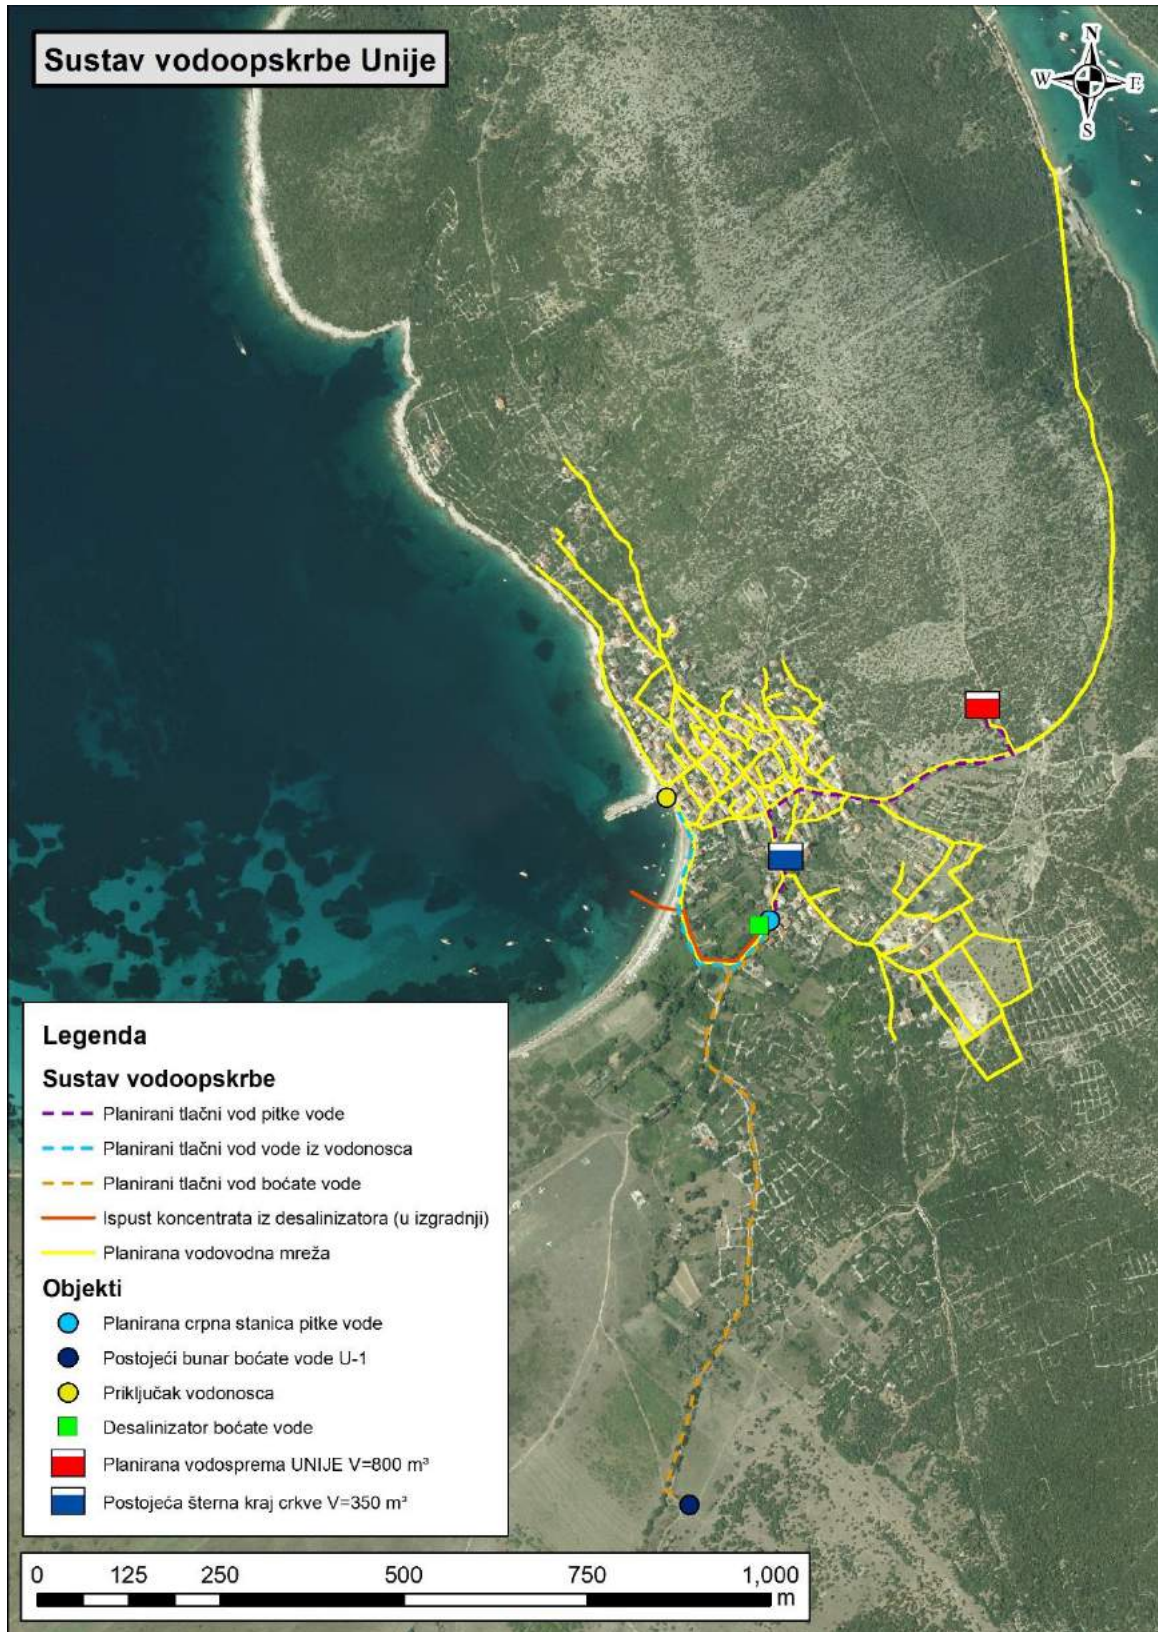 Sustav vodoopskrbe Unije
N
W E
S
Legenda
Sustav vodoopskrbe
Planirani tlačni vod pitke vode
Planirani tlačni vod vode iz vodonosca
Planirani tlačni vod boćate vode
Ispust koncentrata iz desalinizatora (u izgradnji)
Planirana vodovodna mreža
Objekti
Planirana crpna stanica pitke vode
Postojeći bunar boćate vode U-1
Priključak vodonosca
Desalinizator boćate vode
Planirana vodosprema UNIJE V=800 m³
Postojeća šterna kraj crkve V=350 m³
0 125 250 500 750 1,000
m